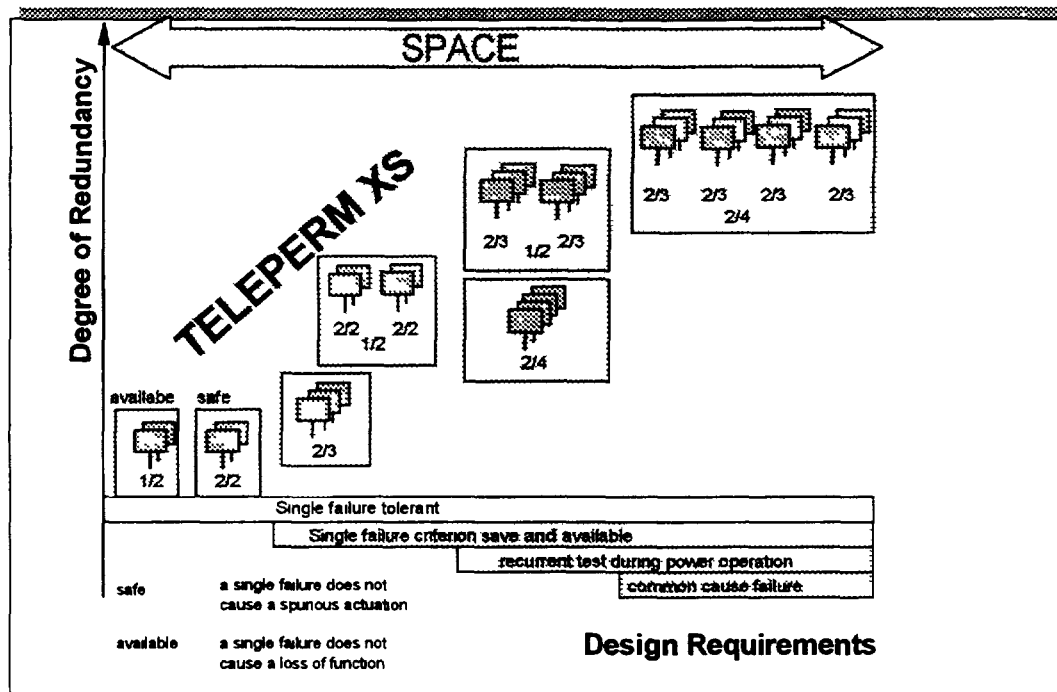 SPACE
Degree of Redundancy
TELEPERM XS
2/3 2/3 2/3 2/3
2/4
2/3 2/3
1/2
2/2 2/2
1/2
2/4
availabe safe
2/3
1/2 2/2
Single failure tolerant
Single failure criterion save and available
recurrent test during power operation
common cause failure
safe a single failure does not
cause a spurious actuation
available a single failure does not
cause a loss of function
Design Requirements